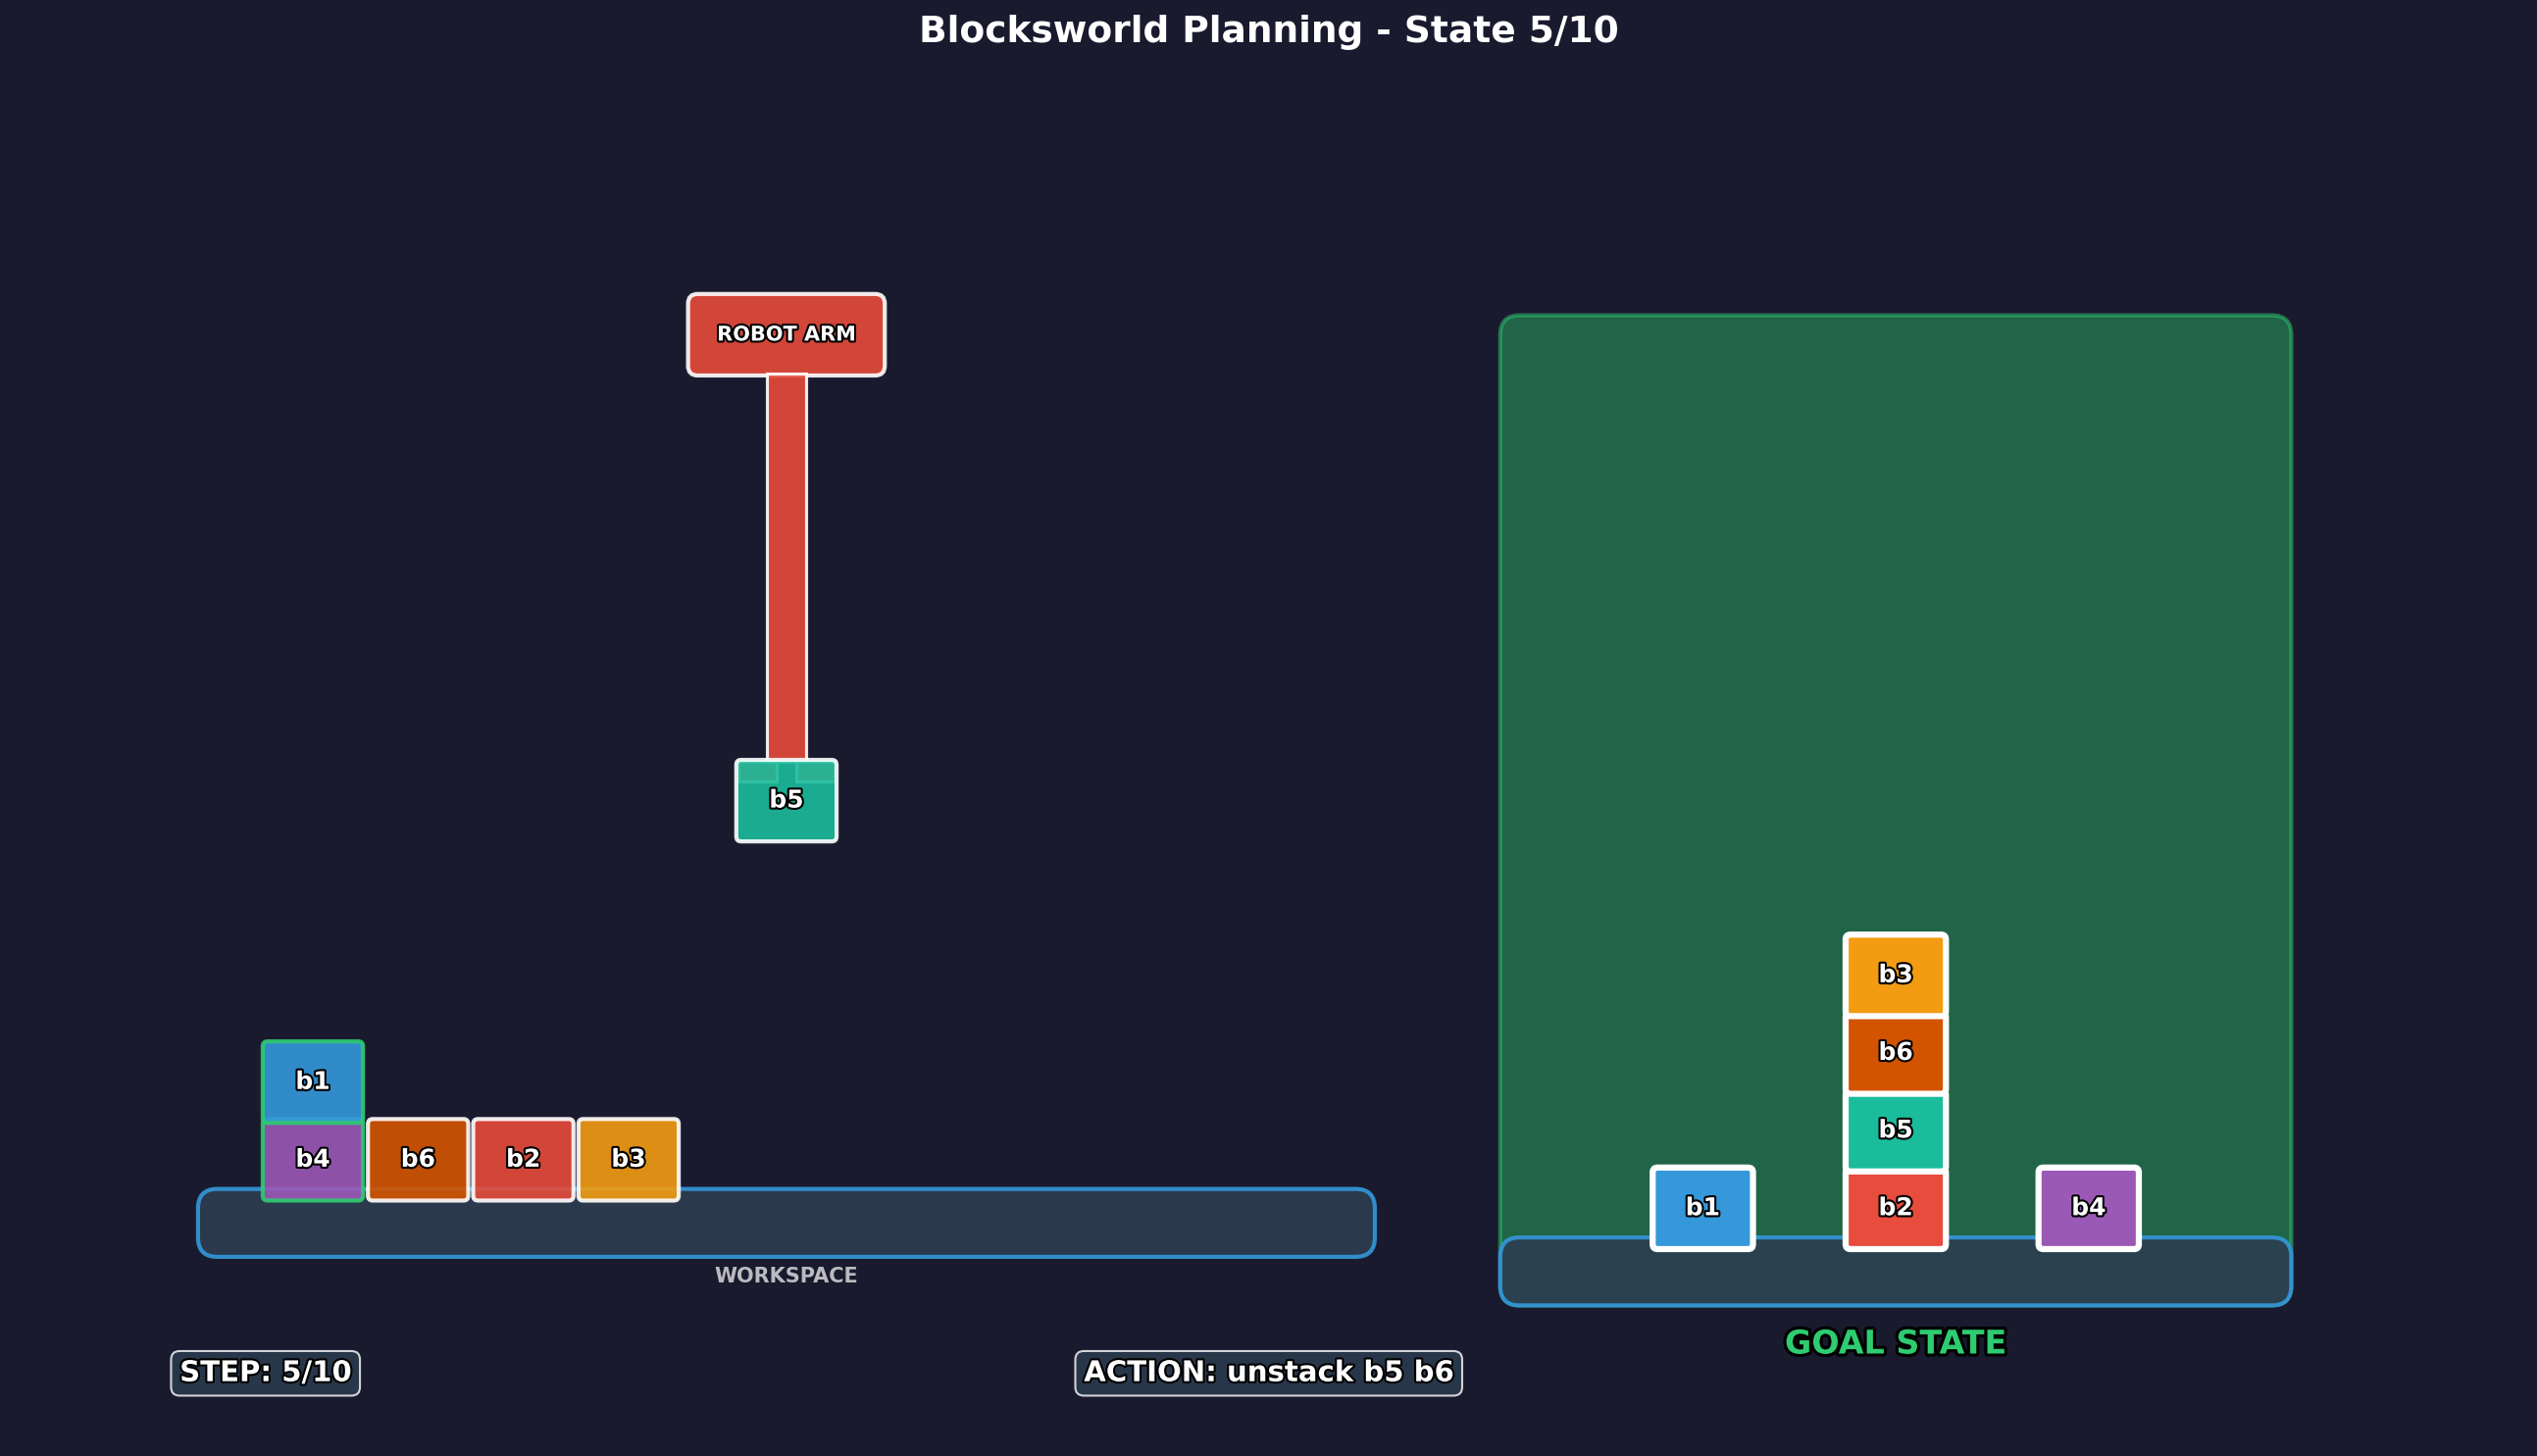 Blocksworld Planning - State 5/10
ROBOT ARM
b5
b1
b4 b6 b2 b3
WORKSPACE
b3
b6
b5
b1 b2 b4
GOAL STATE
STEP: 5/10
ACTION: unstack b5 b6